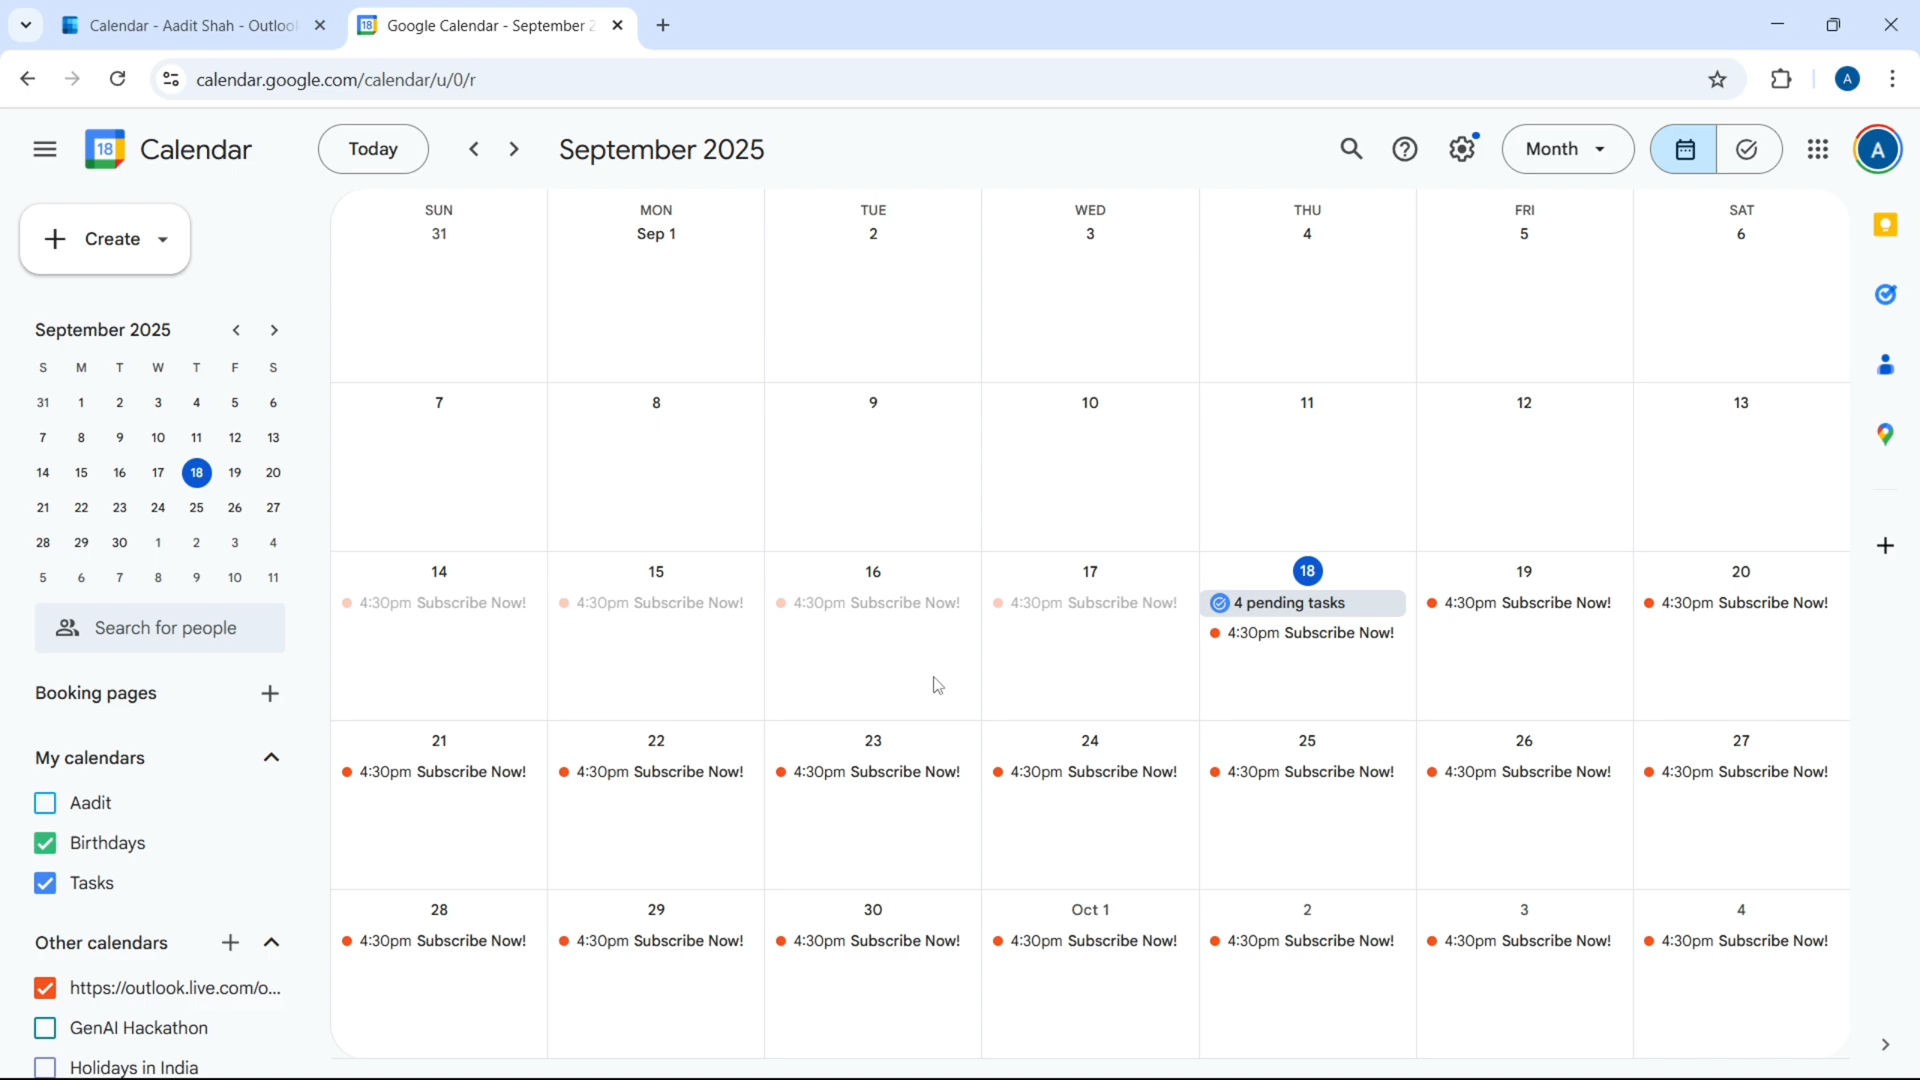 Calendar - Aadit Shah - Outloo
Google Calendar - September 2
calendar.google.com/calendar/u/0/r
A
18 Calendar
Today
September 2025
Month
A
Create
September 2025
S M T W T F S
31 1 2 3 4 5 6
7 8 9 10 11 12 13
14 15 16 17 18 19 20
21 22 23 24 25 26 27
28 29 30 1 2 3 4
5 6 7 8 9 10 11
Search for people
Booking pages
My calendars
Aadit
Birthdays
Tasks
Other calendars
https://outlook.live.com/o...
GenAI Hackathon
Holidays in India
SUN MON TUE WED THU FRI SAT
31 Sep 1 2 3 4 5 6
7 8 9 10 11 12 13
14 15 16 17 18 19 20
4:30pm Subscribe Now! 4:30pm Subscribe Now! 4:30pm Subscribe Now! 4:30pm Subscribe Now! 4 pending tasks 4:30pm Subscribe Now! 4:30pm Subscribe Now!
4:30pm Subscribe Now!
21 22 23 24 25 26 27
4:30pm Subscribe Now! 4:30pm Subscribe Now! 4:30pm Subscribe Now! 4:30pm Subscribe Now! 4:30pm Subscribe Now! 4:30pm Subscribe Now! 4:30pm Subscribe Now!
28 29 30 Oct 1 2 3 4
4:30pm Subscribe Now! 4:30pm Subscribe Now! 4:30pm Subscribe Now! 4:30pm Subscribe Now! 4:30pm Subscribe Now! 4:30pm Subscribe Now! 4:30pm Subscribe Now!